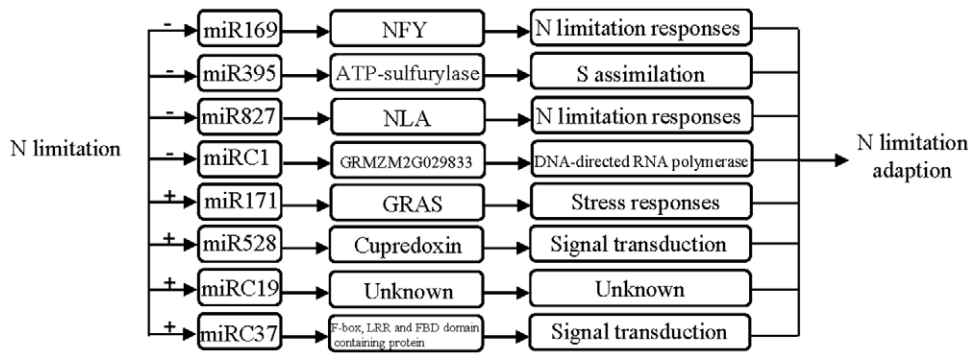 - miR169 NFY N limitation responses
- miR395 ATP-sulfurylase S assimilation
- miR827 NLA N limitation responses
N limitation
- miRC1 GRMZM2G029833 DNA-directed RNA polymerase
N limitation
adaption
+ miR171 GRAS Stress responses
+ miR528 Cupredoxin Signal transduction
+ miRC19 Unknown Unknown
+ miRC37 F-box, LRR and FBD domain
containing protein Signal transduction